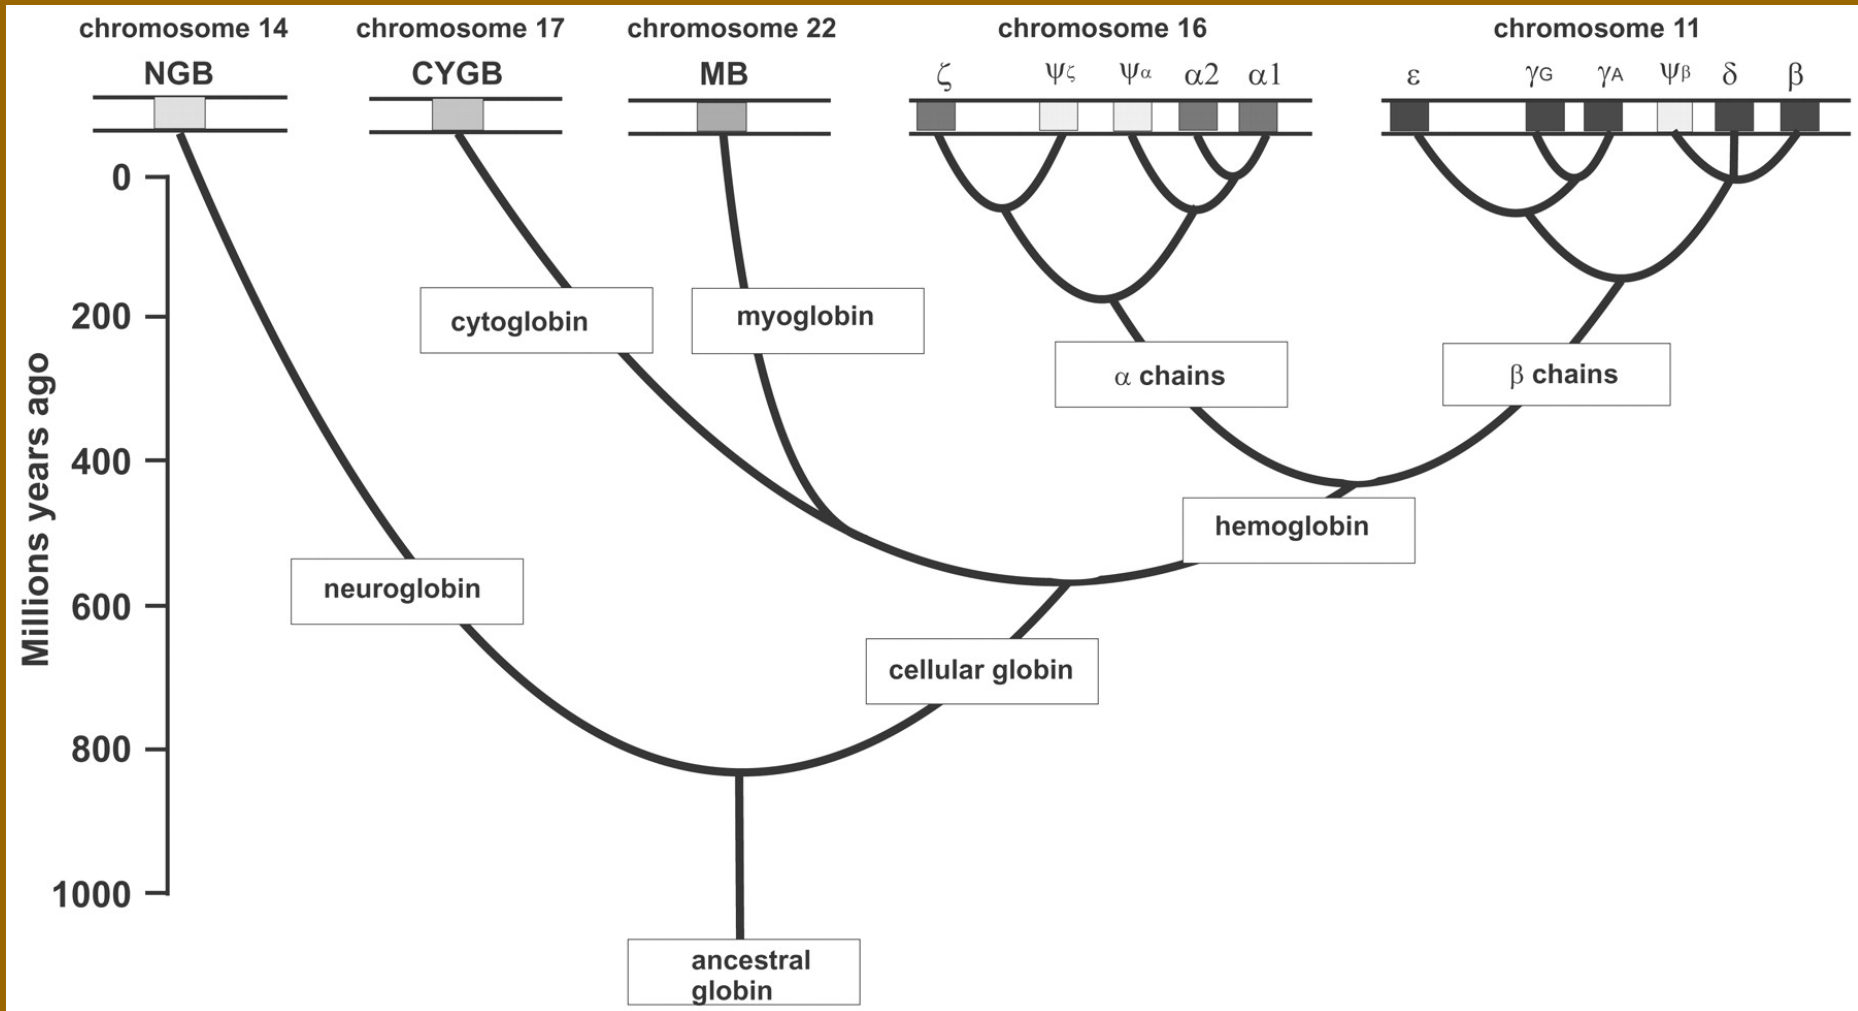 chromosome 14 chromosome 17 chromosome 22 chromosome 16 chromosome 11
NGB CYGB MB ζ ψζ ψα α2 α1 ε γG γA ψβ δ β
0
200
400
600
800
1000
Millions years ago
cytoglobin
myoglobin
α chains
β chains
hemoglobin
neuroglobin
cellular globin
ancestral
globin